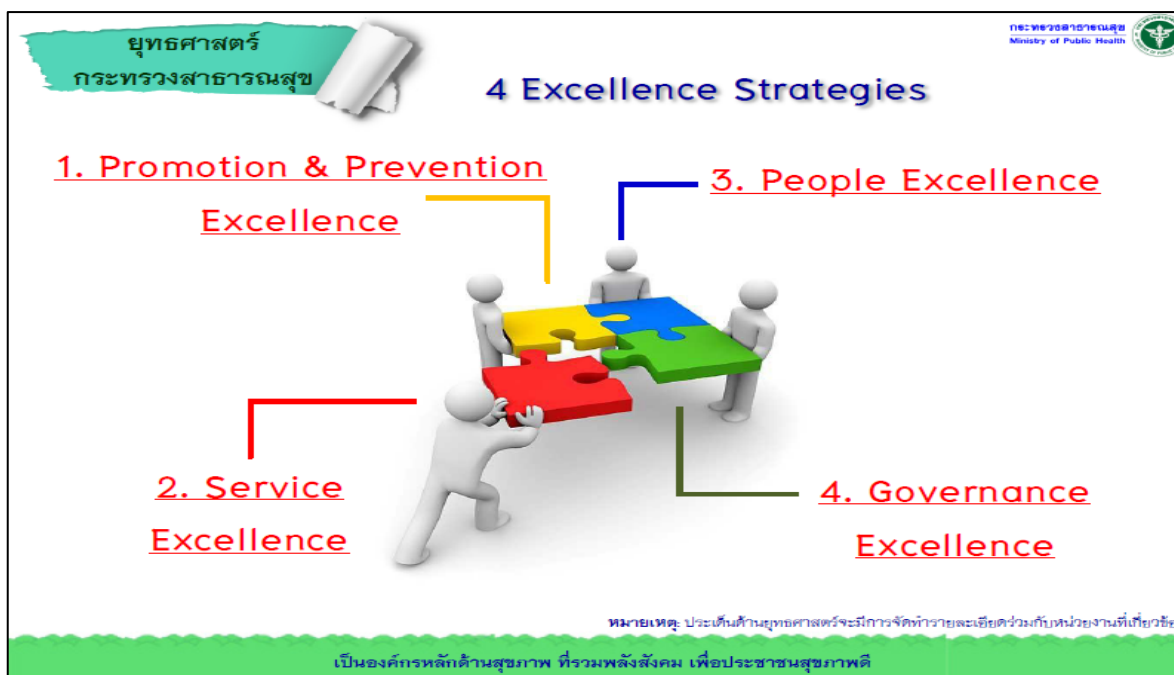 ยุทธศาสตร์
กระทรวงสาธารณสุข
กระทรวงสาธารณสุข
Ministry of Public Health
4 Excellence Strategies
1. Promotion & Prevention
Excellence
3. People Excellence
2. Service
Excellence
4. Governance
Excellence
หมายเหตุ: ประเด็นด้านยุทธศาสตร์จะมีการจัดทำรายละเอียดร่วมกับหน่วยงานที่เกี่ยวข้อ
เป็นองค์กรหลักด้านสุขภาพ ที่รวมพลังสังคม เพื่อประชาชนสุขภาพดี